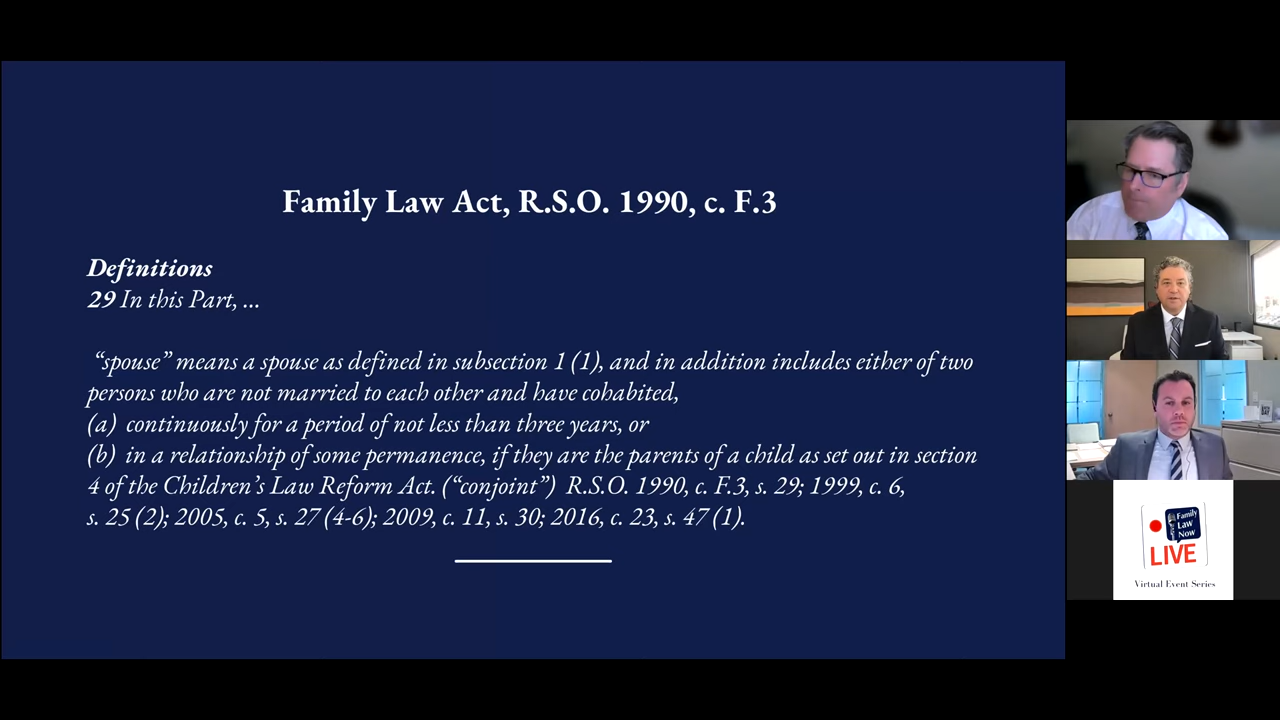 Family Law Act, R.S.O. 1990, c. F.3
Definitions
29 In this Part, ...
“spouse” means a spouse as defined in subsection 1 (1), and in addition includes either of two
persons who are not married to each other and have cohabited,
(a) continuously for a period of not less than three years, or
(b) in a relationship of some permanence, if they are the parents of a child as set out in section
4 of the Children’s Law Reform Act. (“conjoint”) R.S.O. 1990, c. F.3, s. 29; 1999, c. 6,
s. 25 (2); 2005, c. 5, s. 27 (4-6); 2009, c. 11, s. 30; 2016, c. 23, s. 47 (1).
Family
Law
Now
LIVE
Virtual Event Series